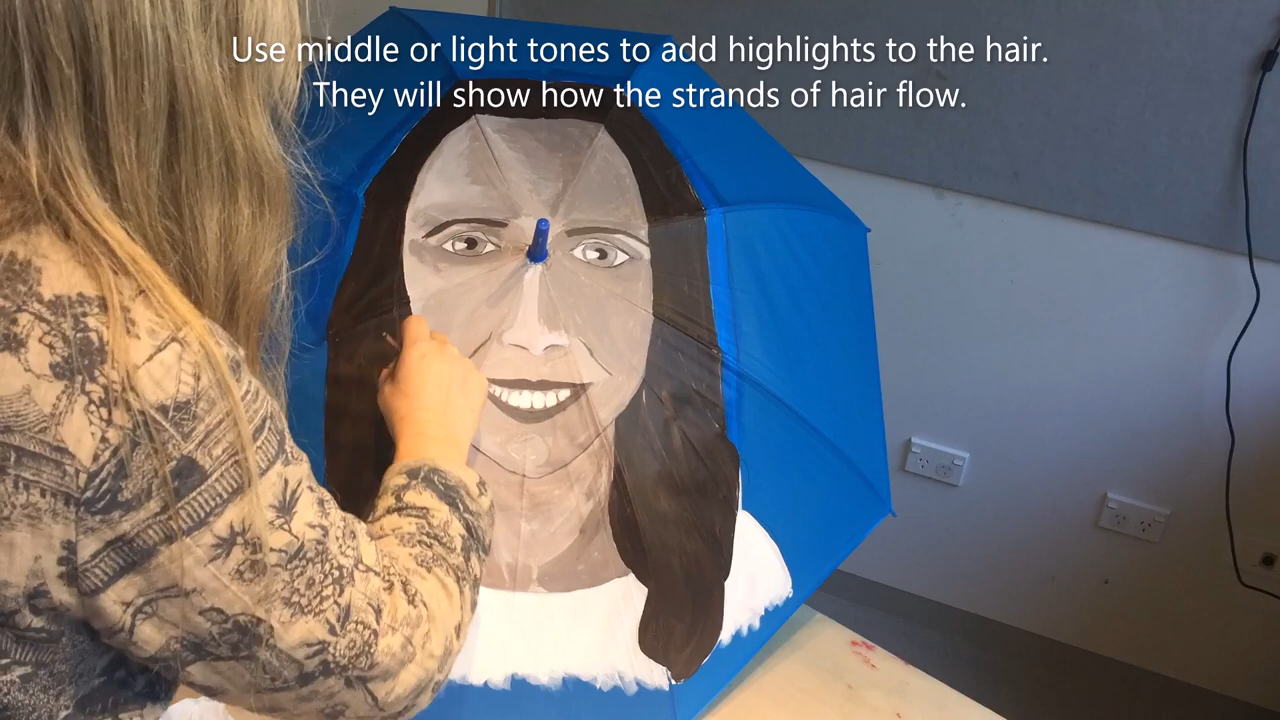 Use middle or light tones to add highlights to the hair.
They will show how the strands of hair flow.